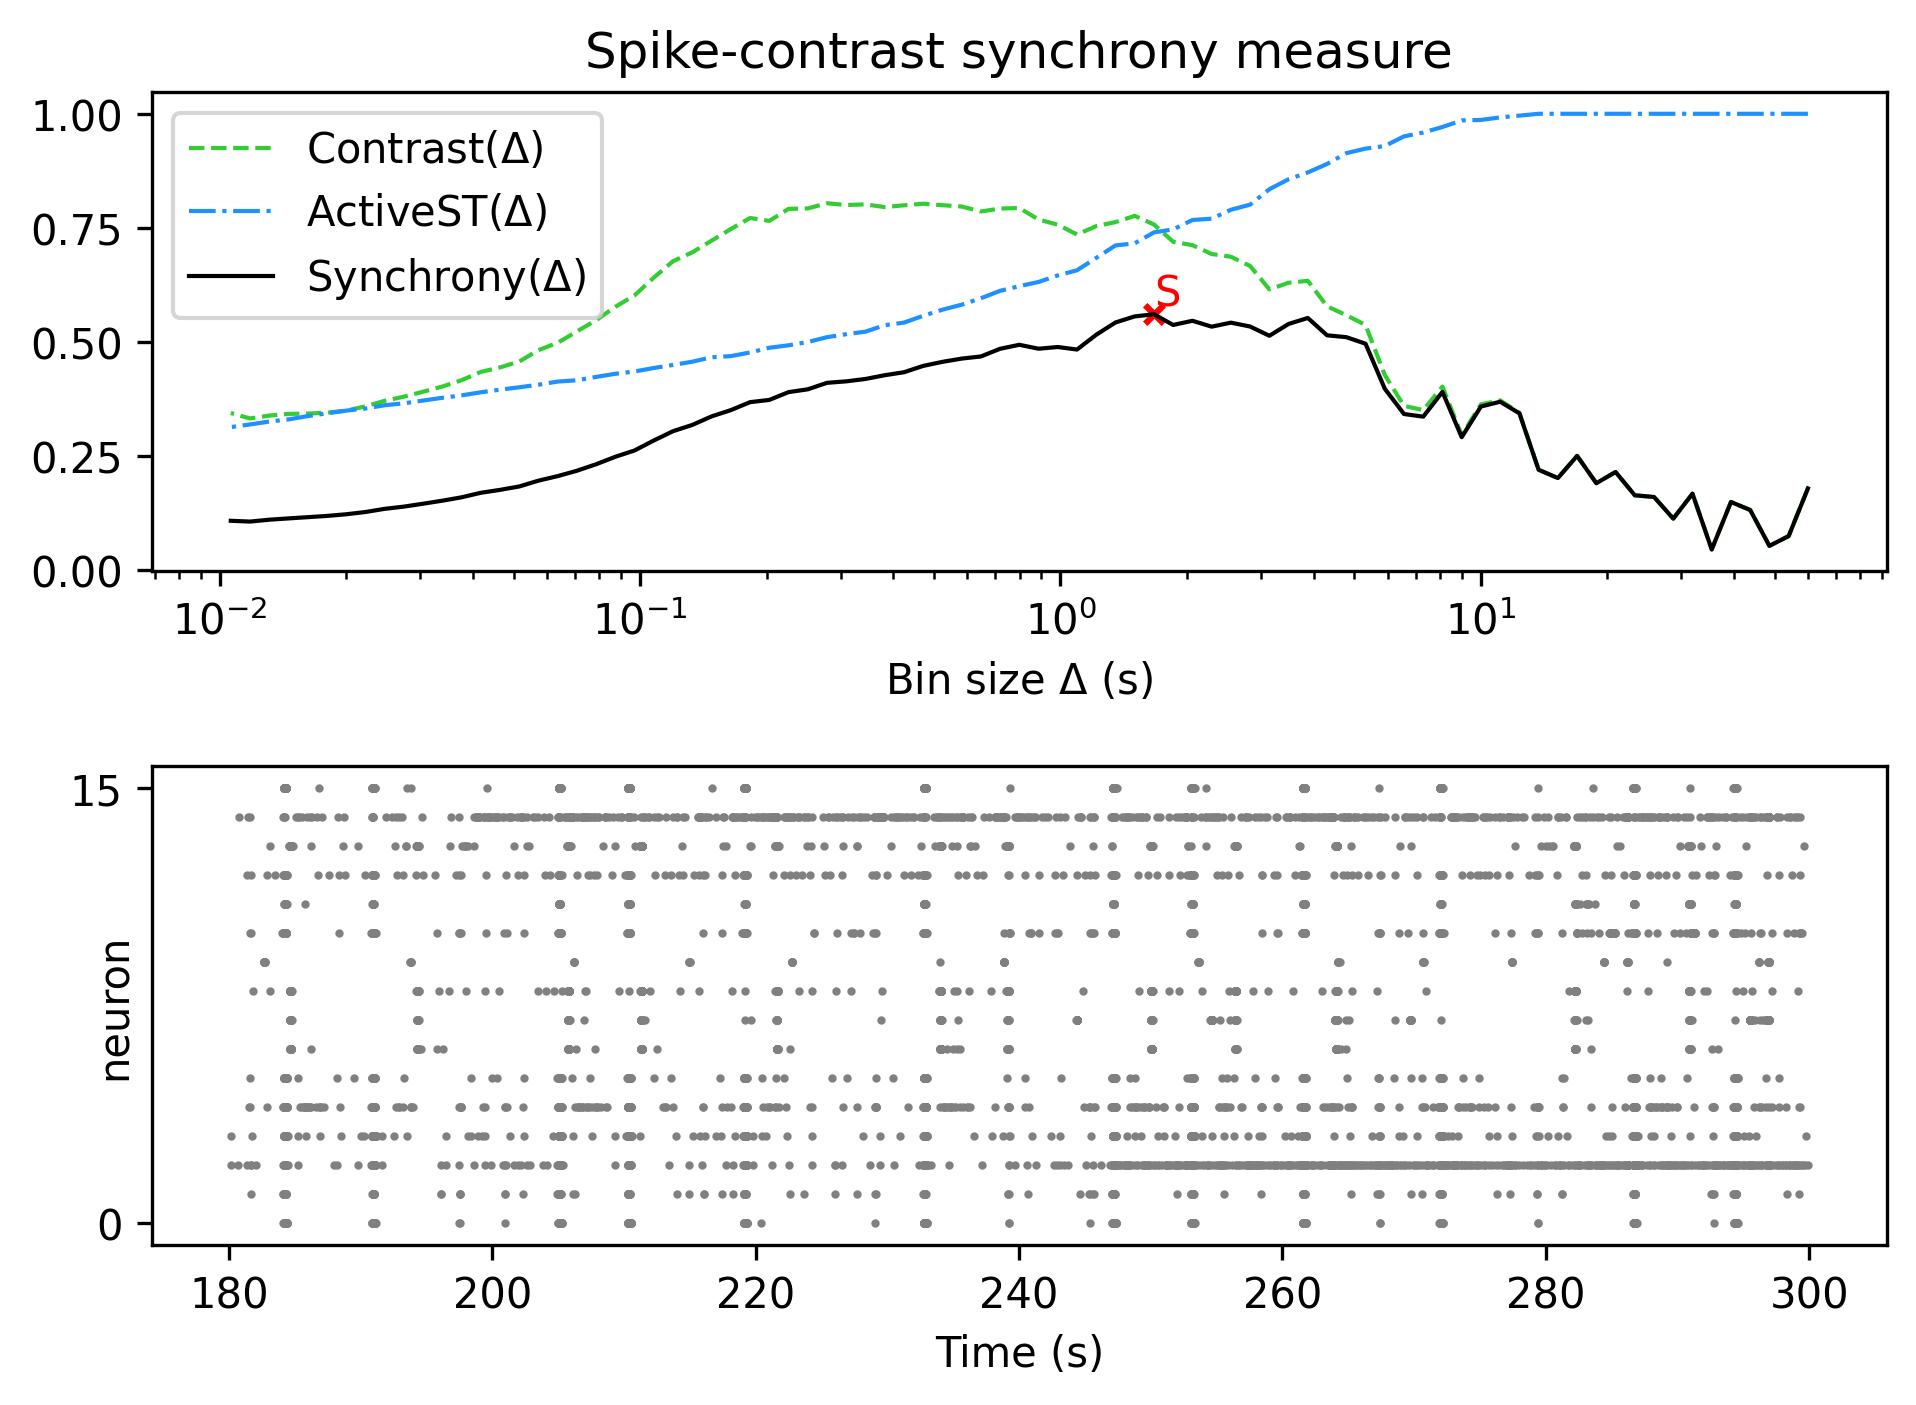 Spike-contrast synchrony measure
1.00
0.75
0.50
0.25
0.00
Contrast(Δ)
ActiveST(Δ)
Synchrony(Δ)
S
10⁻² 10⁻¹ 10⁰ 10¹
Bin size Δ (s)
15
0
neuron
180 200 220 240 260 280 300
Time (s)